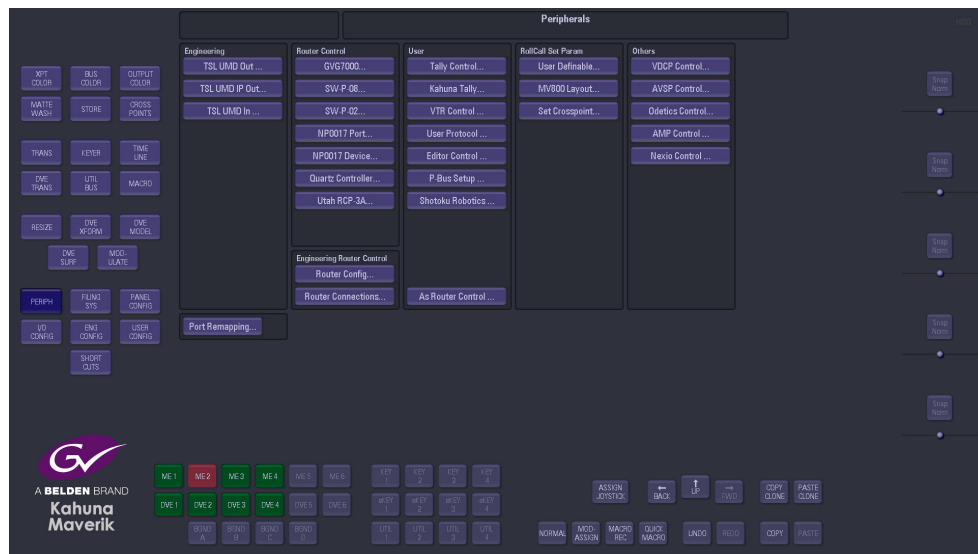 Peripherals
Engineering
TSL UMD Out ...
TSL UMD IP Out...
TSL UMD In ...
Router Control
GVG7000...
SW-P-08...
SW-P-02...
NP0017 Port...
NP0017 Device...
Quartz Controller...
Utah RCP-3A...
Engineering Router Control
Router Config...
Router Connections...
User
Tally Control...
Kahuna Tally...
VTR Control ...
User Protocol ...
Editor Control ...
P-Bus Setup ...
Shotoku Robotics ...
As Router Control ...
RollCall Set Param
User Definable...
MV800 Layout...
Set Crosspoint...
Others
VDCP Control...
AVSP Control...
Odetics Control...
AMP Control ...
Nexio Control ...
Port Remapping...
XPT COLOR
BUS COLOR
OUTPUT COLOR
MATTE WASH
STORE
CROSS POINTS
TRANS
KEYER
TIME LINE
DVE TRANS
UTIL BUS
MACRO
RESIZE
DVE XFORM
DVE MODEL
DVE SURF
MOD- ULATE
PERIPH
FILING SYS
PANEL CONFIG
I/O CONFIG
ENG CONFIG
USER CONFIG
SHORT CUTS
Snap Norm
Snap Norm
Snap Norm
Snap Norm
Snap Norm
GV
A BELDEN BRAND
Kahuna
Maverik
ME 1
ME 2
ME 3
ME 4
ME 5
ME 6
DVE 1
DVE 2
DVE 3
DVE 4
DVE 5
DVE 6
BGND A
BGND B
BGND C
BGND D
KEY 1
KEY 2
KEY 3
KEY 4
UTIL 1
UTIL 2
UTIL 3
UTIL 4
ASSIGN JOYSTICK
← BACK
↑ UP
→ FWD
COPY CLONE
PASTE CLONE
NORMAL
MOD- ASSIGN
MACRO REC
QUICK MACRO
UNDO
REDO
COPY
PASTE